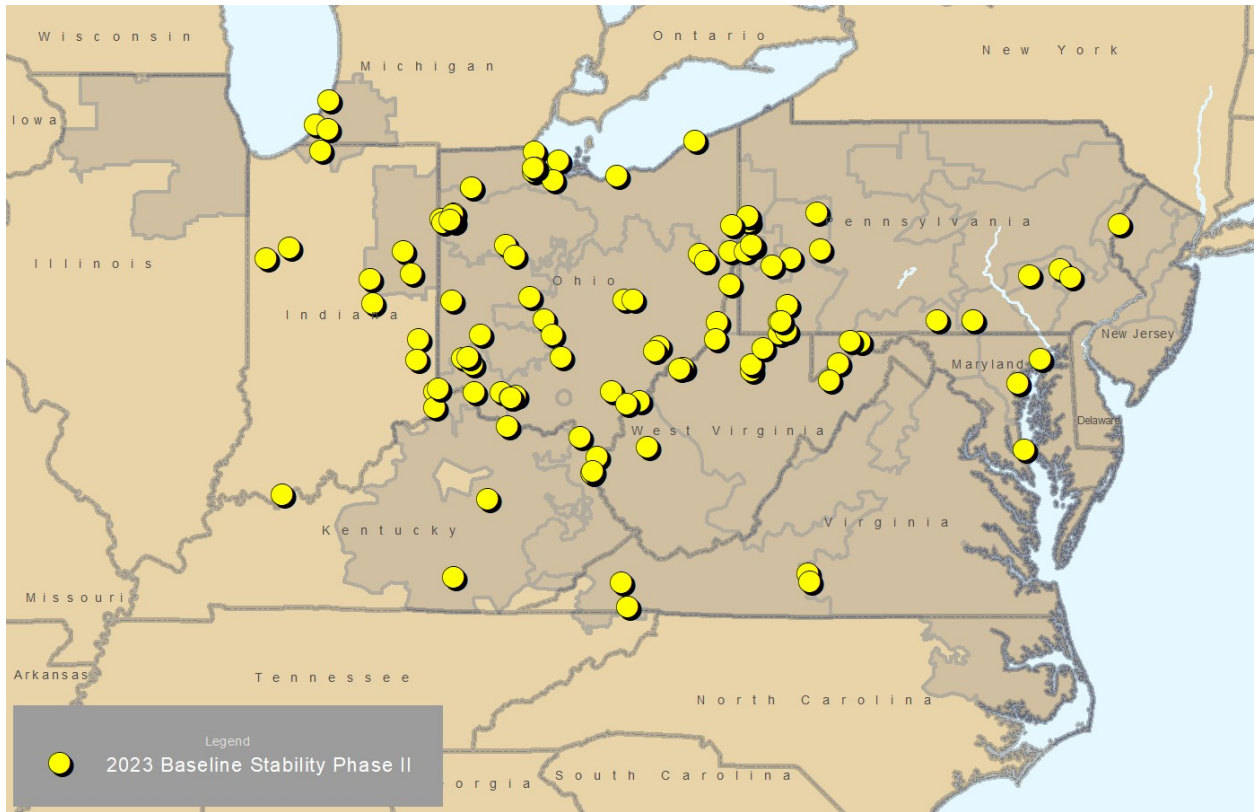 Wisconsin
Ontario
New York
Michigan
Iowa
Pennsylvania
Illinois
Ohio
Indiana
New Jersey
Maryland
Delaware
West Virginia
Virginia
Kentucky
Missouri
Arkansas
Tennessee
North Carolina
Legend
2023 Baseline Stability Phase II
eorgia
South Carolina